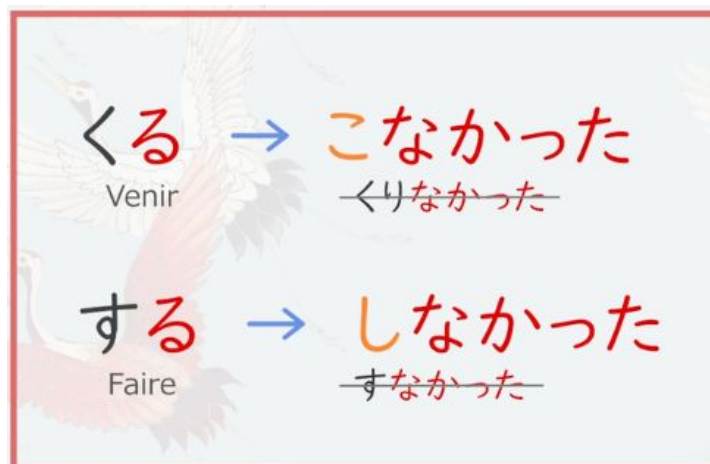 くる → こなかった
Venir
くりなかった
する → しなかった
Faire
すなかった